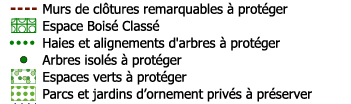 Murs de clôtures remarquables à protéger
Espace Boisé Classé
Haies et alignements d'arbres à protéger
Arbres isolés à protéger
Espaces verts à protéger
Parcs et jardins d'ornement privés à préserver